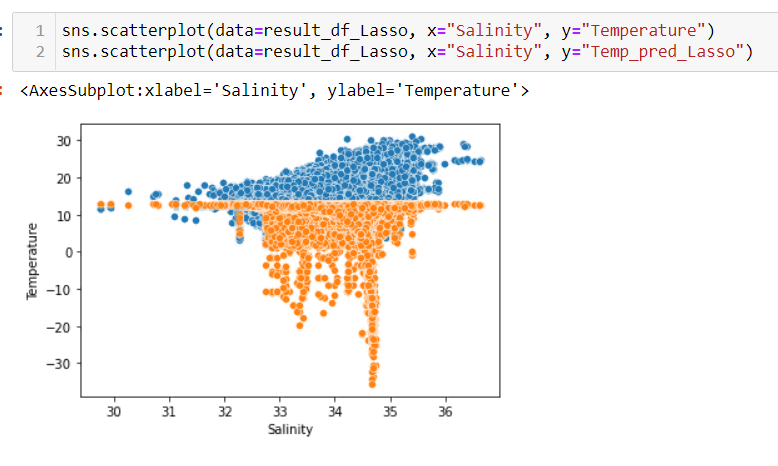 1 sns.scatterplot(data=result_df_Lasso, x="Salinity", y="Temperature")
2 sns.scatterplot(data=result_df_Lasso, x="Salinity", y="Temp_pred_Lasso")
<AxesSubplot:xlabel='Salinity', ylabel='Temperature'>
30
20
10
0
−10
−20
−30
Temperature
30 31 32 33 34 35 36
Salinity